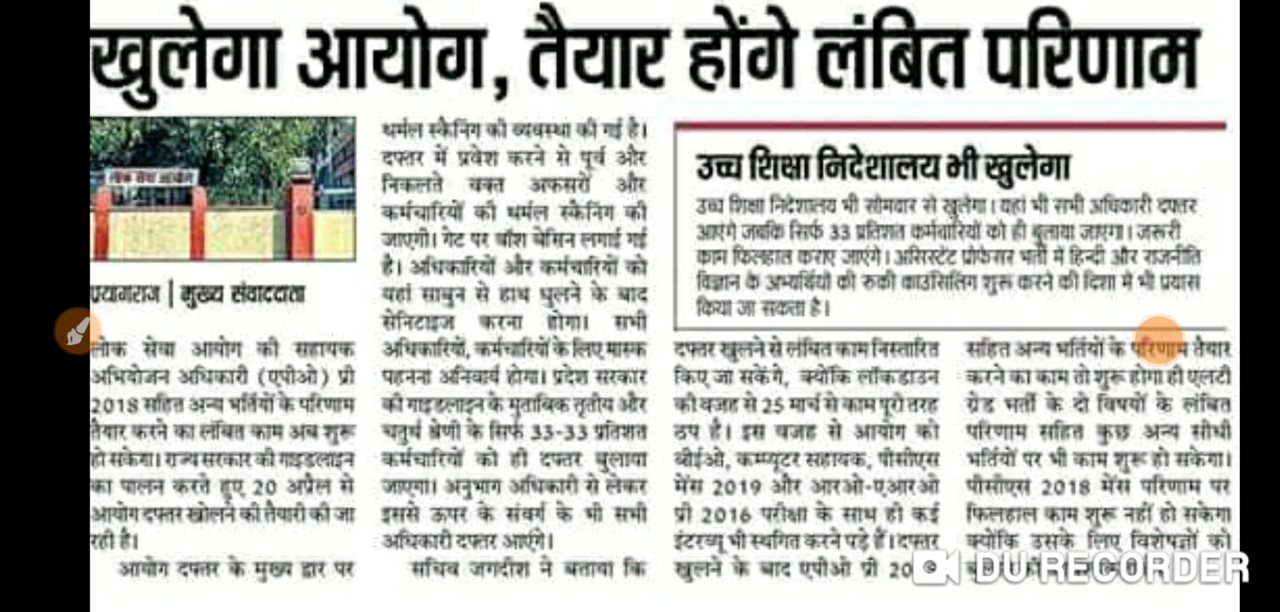 खुलेगा आयोग, तैयार होंगे लंबित परिणाम
लोक सेवा आयोग
प्रयागराज | मुख्य संवाददाता
लोक सेवा आयोग की सहायक
अभियोजन अधिकारी (एपीओ) प्री
2018 सहित अन्य भर्तियों के परिणाम
तैयार करने का लंबित काम अब शुरू
हो सकेगा। राज्य सरकार की गाइडलाइन
का पालन करते हुए 20 अप्रैल से
आयोग दफ्तर खोलने की तैयारी की जा
रही है।
आयोग दफ्तर के मुख्य द्वार पर
थर्मल स्कैनिंग की व्यवस्था की गई है।
दफ्तर में प्रवेश करने से पूर्व और
निकलते वक्त अफसरों और
कर्मचारियों की थर्मल स्कैनिंग की
जाएगी। गेट पर वॉश बेसिन लगाई गई
है। अधिकारियों और कर्मचारियों को
यहां साबुन से हाथ धुलने के बाद
सेनिटाइज करना होगा। सभी
अधिकारियों, कर्मचारियों के लिए मास्क
पहनना अनिवार्य होगा। प्रदेश सरकार
की गाइडलाइन के मुताबिक तृतीय और
चतुर्थ श्रेणी के सिर्फ 33-33 प्रतिशत
कर्मचारियों को ही दफ्तर बुलाया
जाएगा। अनुभाग अधिकारी से लेकर
इससे ऊपर के संवर्ग के भी सभी
अधिकारी दफ्तर आएंगे।
सचिव जगदीश ने बताया कि
उच्च शिक्षा निदेशालय भी खुलेगा
उच्च शिक्षा निदेशालय भी सोमवार से खुलेगा। यहां भी सभी अधिकारी दफ्तर
आएंगे जबकि सिर्फ 33 प्रतिशत कर्मचारियों को ही बुलाया जाएगा। जरूरी
काम फिलहाल कराए जाएंगे। असिस्टेंट प्रोफेसर भर्ती में हिन्दी और राजनीति
विज्ञान के अभ्यर्थियों की रुकी काउंसिलिंग शुरू करने की दिशा में भी प्रयास
किया जा सकता है।
दफ्तर खुलने से लंबित काम निस्तारित
किए जा सकेंगे, क्योंकि लॉकडाउन
की वजह से 25 मार्च से काम पूरी तरह
ठप है। इस वजह से आयोग को
बीईओ, कम्प्यूटर सहायक, पीसीएस
मेंस 2019 और आरओ-एआरओ
प्री 2016 परीक्षा के साथ ही कई
इंटरव्यू भी स्थगित करने पड़े हैं। दफ्तर
खुलने के बाद एपीओ प्री
सहित अन्य भर्तियों के परिणाम तैयार
करने का काम तो शुरू होगा ही एलटी
ग्रेड भर्ती के दो विषयों के लंबित
परिणाम सहित कुछ अन्य सीधी
भर्तियों पर भी काम शुरू हो सकेगा।
पीसीएस 2018 मेंस परिणाम पर
फिलहाल काम शुरू नहीं हो सकेगा
क्योंकि उसके लिए विशेषज्ञों को
DU RECORDER